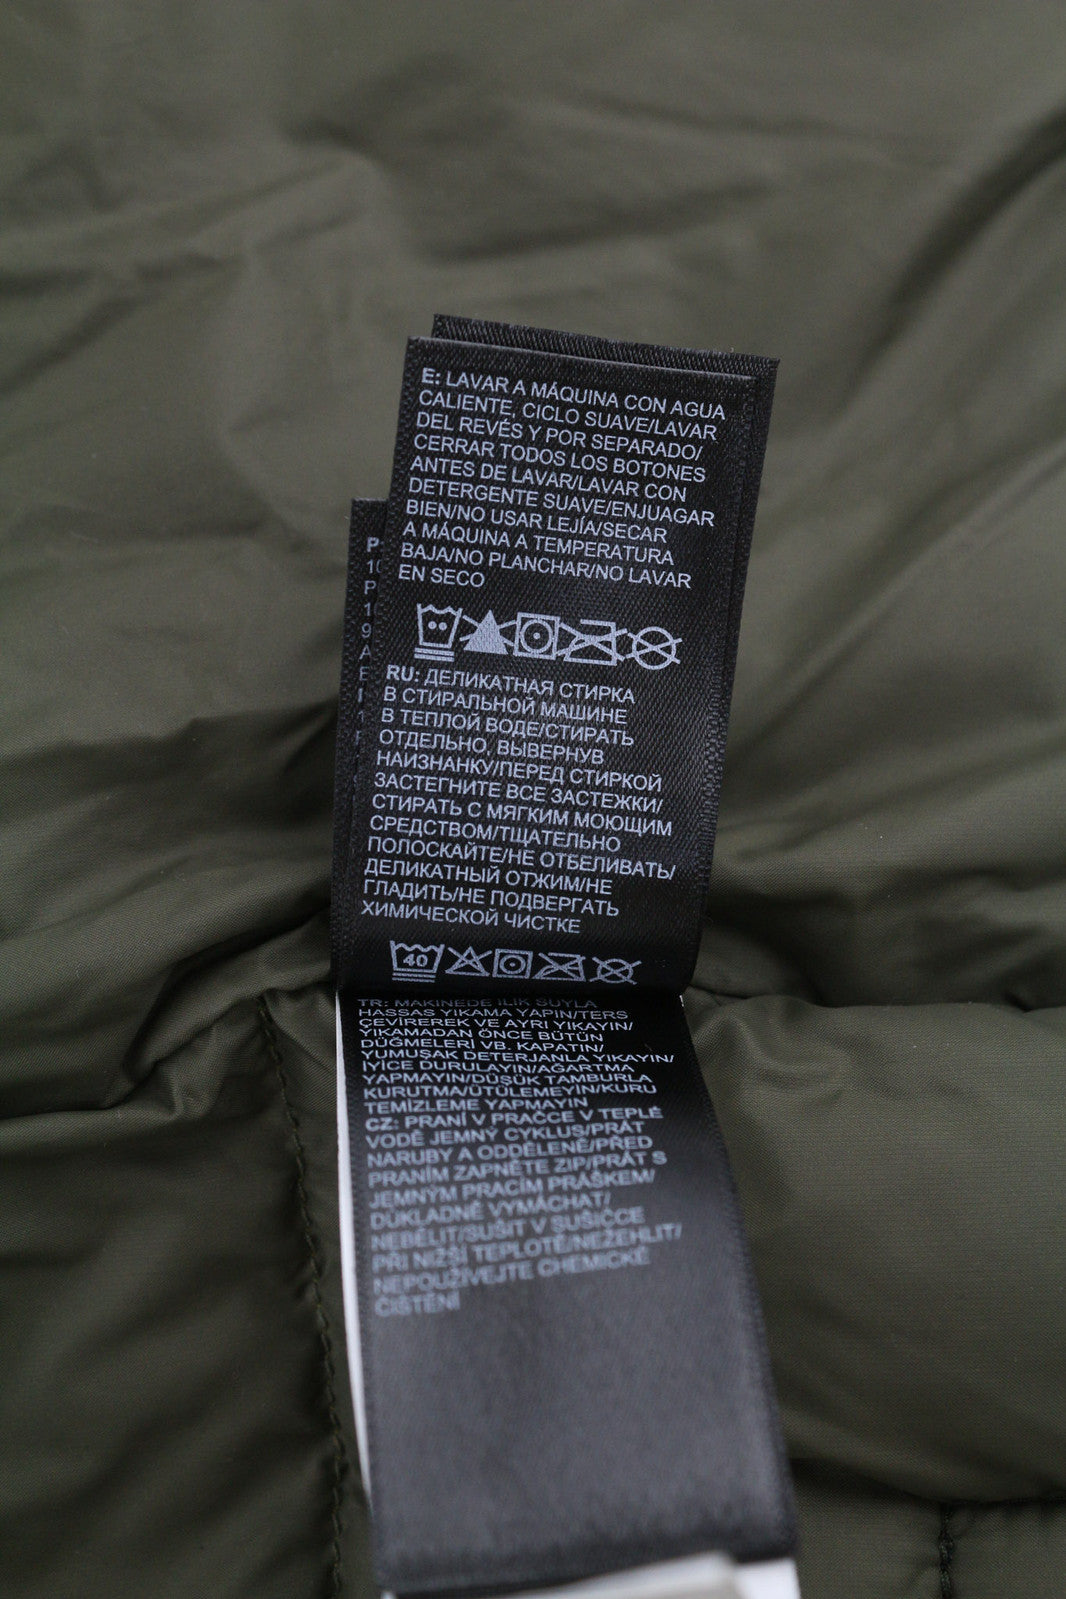 E: LAVAR A MÁQUINA CON AGUA
CALIENTE, CICLO SUAVE/LAVAR
DEL REVÉS Y POR SEPARADO/
CERRAR TODOS LOS BOTONES
ANTES DE LAVAR/LAVAR CON
DETERGENTE SUAVE/ENJUAGAR
BIEN/NO USAR LEJÍA/SECAR
A MÁQUINA A TEMPERATURA
BAJA/NO PLANCHAR/NO LAVAR
EN SECO
RU: ДЕЛИКАТНАЯ СТИРКА
В СТИРАЛЬНОЙ МАШИНЕ
В ТЕПЛОЙ ВОДЕ/СТИРАТЬ
ОТДЕЛЬНО, ВЫВЕРНУВ
НАИЗНАНКУ/ПЕРЕД СТИРКОЙ
ЗАСТЕГНИТЕ ВСЕ ЗАСТЕЖКИ/
СТИРАТЬ С МЯГКИМ МОЮЩИМ
СРЕДСТВОМ/ТЩАТЕЛЬНО
ПОЛОСКАЙТЕ/НЕ ОТБЕЛИВАТЬ/
ДЕЛИКАТНЫЙ ОТЖИМ/НЕ
ГЛАДИТЬ/НЕ ПОДВЕРГАТЬ
ХИМИЧЕСКОЙ ЧИСТКЕ
40
TR: MAKİNEDE ILIK SUYLA
HASSAS YIKAMA YAPIN/TERS
ÇEVİREREK VE AYRI YIKAYIN/
YIKAMADAN ÖNCE BÜTÜN
DÜĞMELERİ VB. KAPATIN/
YUMUŞAK DETERJANLA YIKAYIN/
İYİCE DURULAYIN/AĞARTMA
YAPMAYIN/DÜŞÜK TAMBURLA
KURUTMA/ÜTÜLEMEYİN/KURU
TEMİZLEME YAPMAYIN
CZ: PRANÍ V PRAČCE V TEPLÉ
VODĚ JEMNÝ CYKLUS/PRÁT
NARUBY A ODDĚLENĚ/PŘED
PRANÍM ZAPNĚTE ZIP/PRÁT S
JEMNÝM PRACÍM PRÁŠKEM/
DŮKLADNĚ VYMÁCHAT/
NEBĚLIT/SUŠIT V SUŠIČCE
PŘI NIŽŠÍ TEPLOTĚ/NEŽEHLIT/
NEPOUŽÍVEJTE CHEMICKÉ
ČIŠTĚNÍ